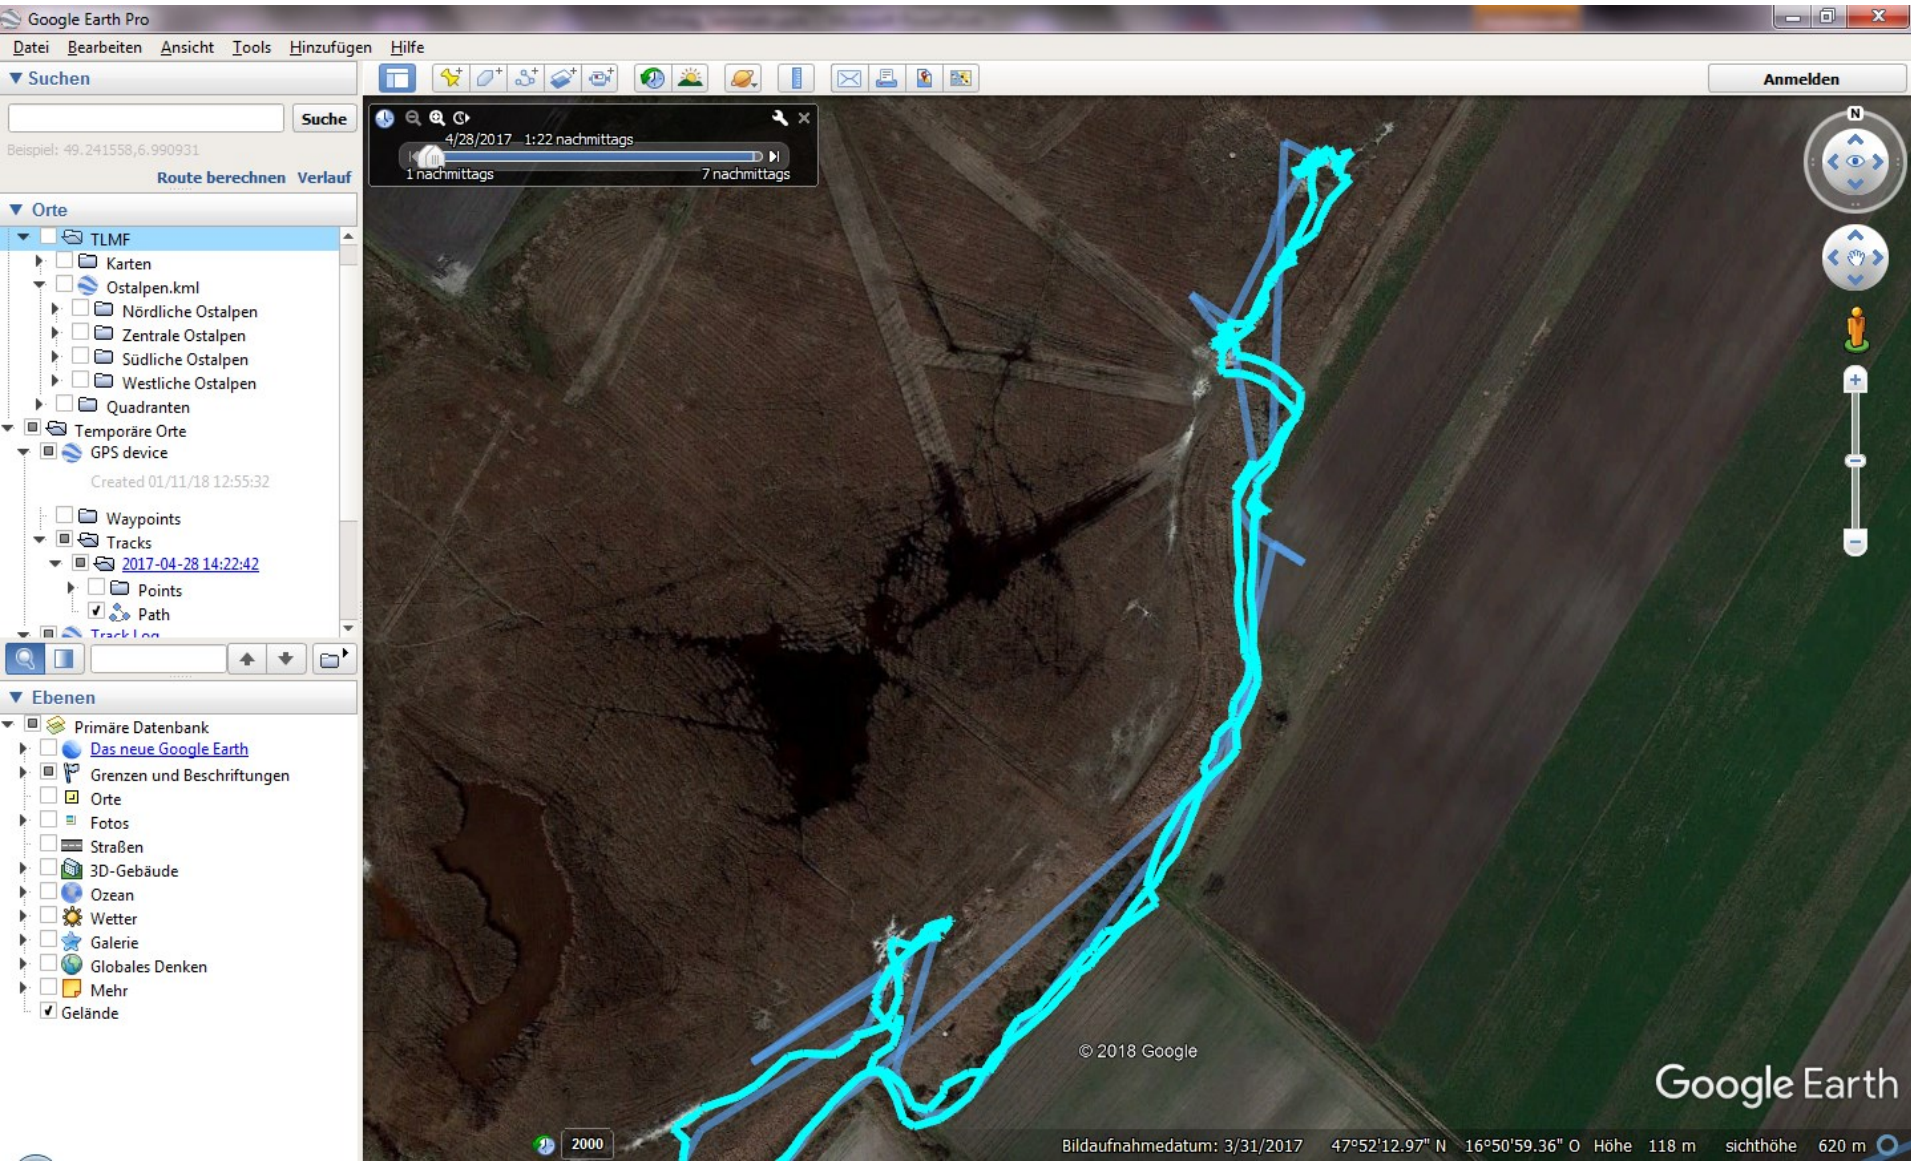 Google Earth Pro
Datei Bearbeiten Ansicht Tools Hinzufügen Hilfe
Suchen
Anmelden
Suche
Beispiel: 49.241558,6.990931
Route berechnen Verlauf
4/28/2017 1:22 nachmittags
1 nachmittags 7 nachmittags
N
Orte
TLMF
Karten
Ostalpen.kml
Nördliche Ostalpen
Zentrale Ostalpen
Südliche Ostalpen
Westliche Ostalpen
Quadranten
Temporäre Orte
GPS device
Created 01/11/18 12:55:32
Waypoints
Tracks
2017-04-28 14:22:42
Points
Path
Track Log
Ebenen
Primäre Datenbank
Das neue Google Earth
Grenzen und Beschriftungen
Orte
Fotos
Straßen
3D-Gebäude
Ozean
Wetter
Galerie
Globales Denken
Mehr
Gelände
© 2018 Google
Google Earth
2000
Bildaufnahmedatum: 3/31/2017 47°52'12.97" N 16°50'59.36" O Höhe 118 m sichthöhe 620 m